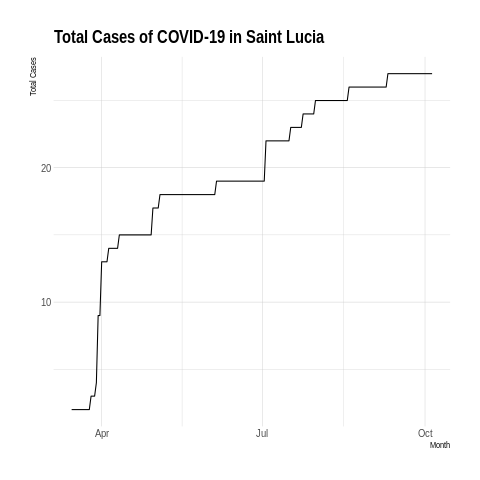 Total Cases of COVID-19 in Saint Lucia
Total Cases
20
10
Apr Jul Oct
Month